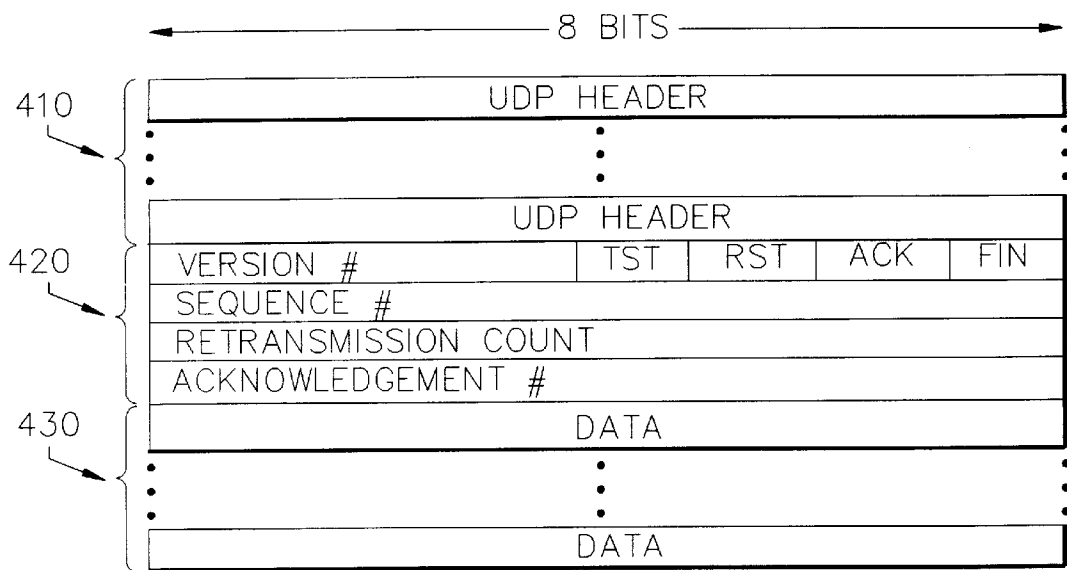 8 BITS
410
UDP HEADER
UDP HEADER
420
VERSION # TST RST ACK FIN
SEQUENCE #
RETRANSMISSION COUNT
ACKNOWLEDGEMENT #
430
DATA
DATA